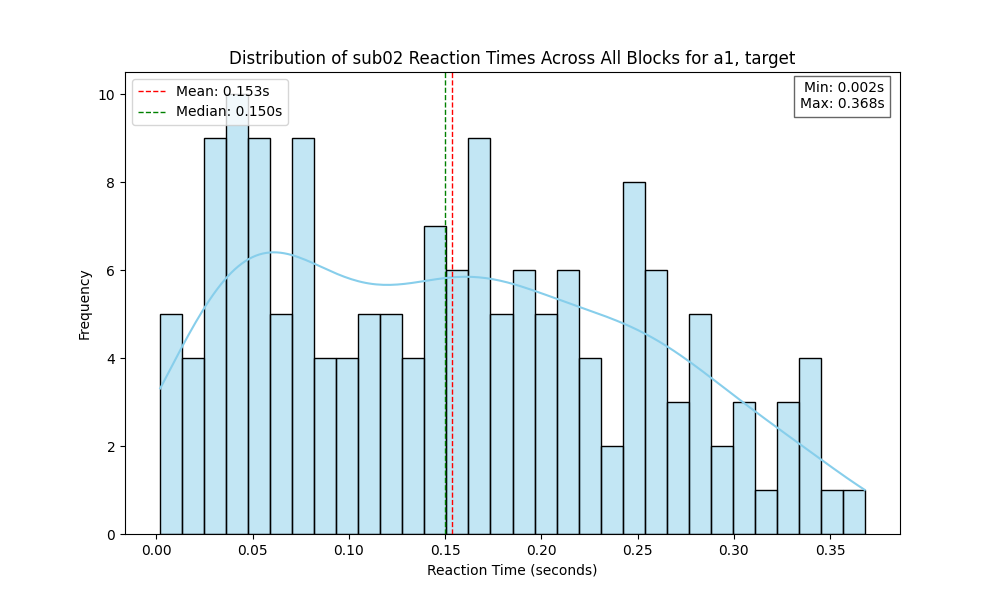 Distribution of sub02 Reaction Times Across All Blocks for a1, target
Mean: 0.153s
Median: 0.150s
Min: 0.002s
Max: 0.368s
Frequency
10
8
6
4
2
0
0.00 0.05 0.10 0.15 0.20 0.25 0.30 0.35
Reaction Time (seconds)